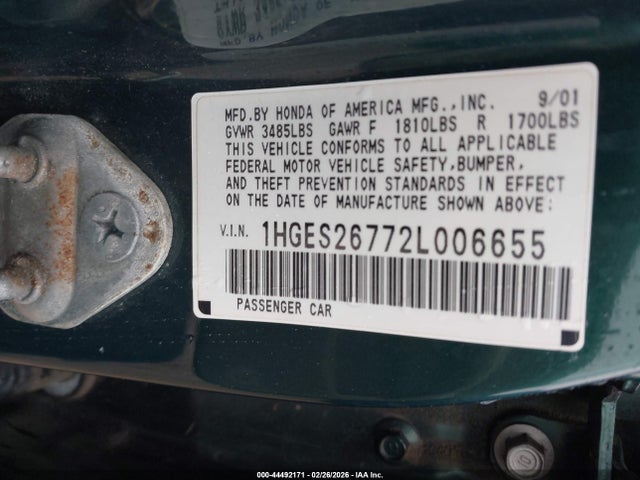 MFD.BY HONDA OF AMERICA MFG.,INC. 9/01
GVWR 3485LBS GAWR F 1810LBS R 1700LBS
THIS VEHICLE CONFORMS TO ALL APPLICABLE
FEDERAL MOTOR VEHICLE SAFETY,BUMPER,
AND THEFT PREVENTION STANDARDS IN EFFECT
ON THE DATE OF MANUFACTURE SHOWN ABOVE:
V.I.N. 1HGES26772L006655
PASSENGER CAR
10
000-44492171 - 02/26/2026 - COPYRIGHT IAA, Inc.